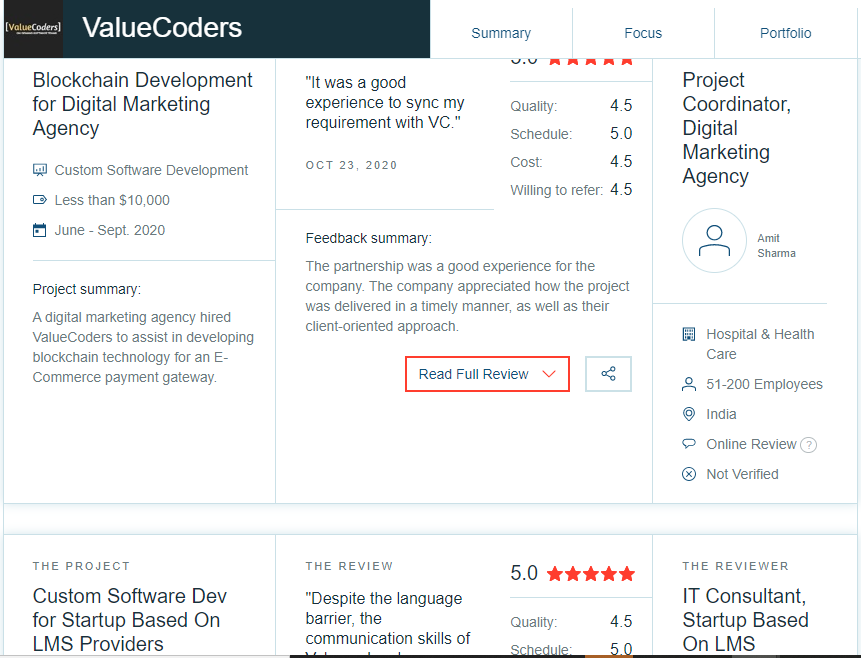 [ValueCoders]
ValueCoders
Summary
Focus
Portfolio
Blockchain Development
for Digital Marketing
Agency
Custom Software Development
Less than $10,000
June - Sept. 2020
Project summary:
A digital marketing agency hired
ValueCoders to assist in developing
blockchain technology for an E-
Commerce payment gateway.
"It was a good
experience to sync my
requirement with VC."
OCT 23, 2020
5.0
Quality: 4.5
Schedule: 5.0
Cost: 4.5
Willing to refer: 4.5
Feedback summary:
The partnership was a good experience for the
company. The company appreciated how the project
was delivered in a timely manner, as well as their
client-oriented approach.
Read Full Review
Project
Coordinator,
Digital
Marketing
Agency
Amit
Sharma
Hospital & Health
Care
51-200 Employees
India
Online Review ?
Not Verified
THE PROJECT
Custom Software Dev
for Startup Based On
LMS Providers
THE REVIEW
"Despite the language
barrier, the
communication skills of
5.0
Quality: 4.5
Schedule: 5.0
THE REVIEWER
IT Consultant,
Startup Based
On LMS